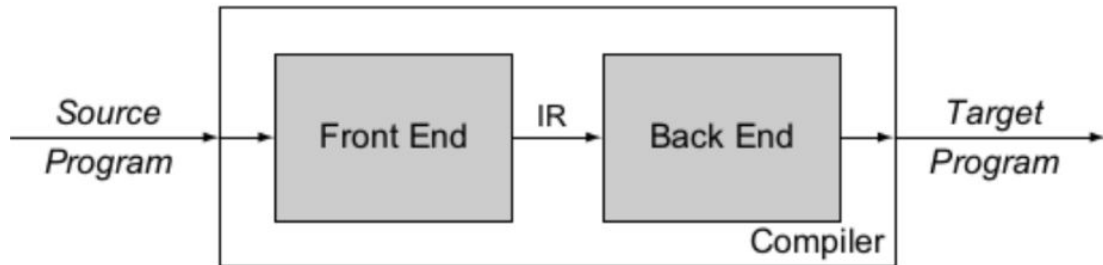 Source
Program
Front End
IR
Back End
Compiler
Target
Program